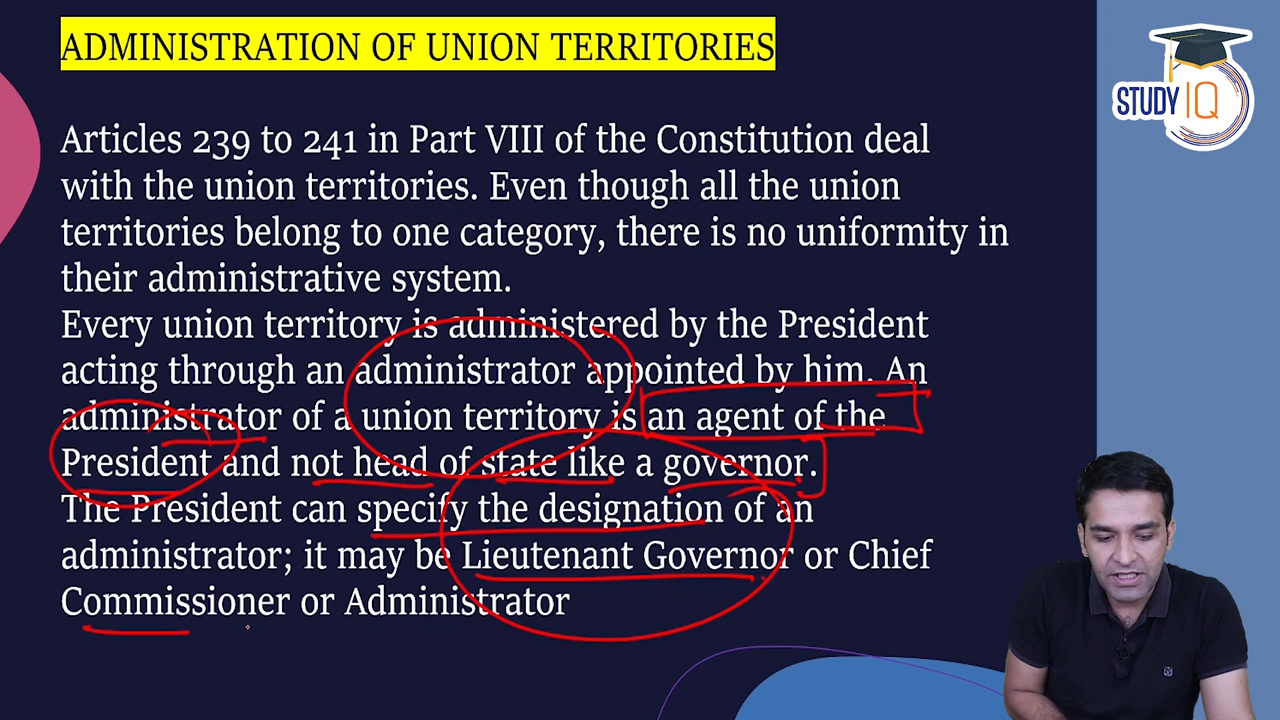 ADMINISTRATION OF UNION TERRITORIES
STUDY IQ
Articles 239 to 241 in Part VIII of the Constitution deal
with the union territories. Even though all the union
territories belong to one category, there is no uniformity in
their administrative system.
Every union territory is administered by the President
acting through an administrator appointed by him. An
administrator of a union territory is an agent of the
President and not head of state like a governor.
The President can specify the designation of an
administrator; it may be Lieutenant Governor or Chief
Commissioner or Administrator